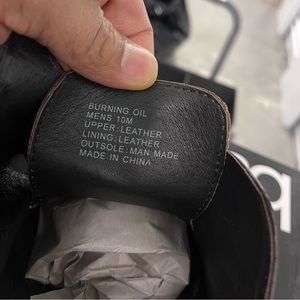 BURNING OIL
MENS 10M
UPPER: LEATHER
LINING: LEATHER
OUTSOLE: MAN MADE
MADE IN CHINA